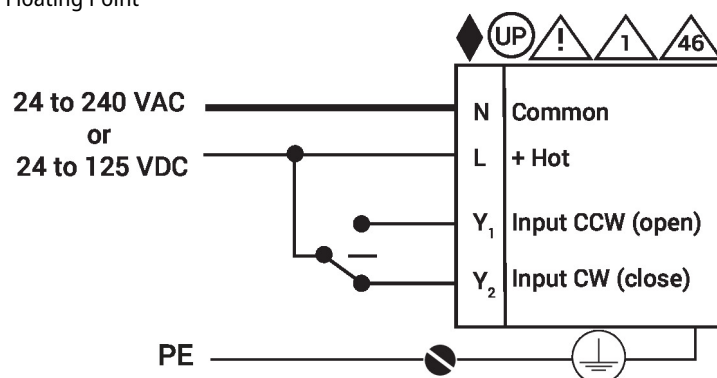 Floating Point
UP ! 1 46
24 to 240 VAC
or
24 to 125 VDC
N Common
L + Hot
Y₁ Input CCW (open)
Y₂ Input CW (close)
PE